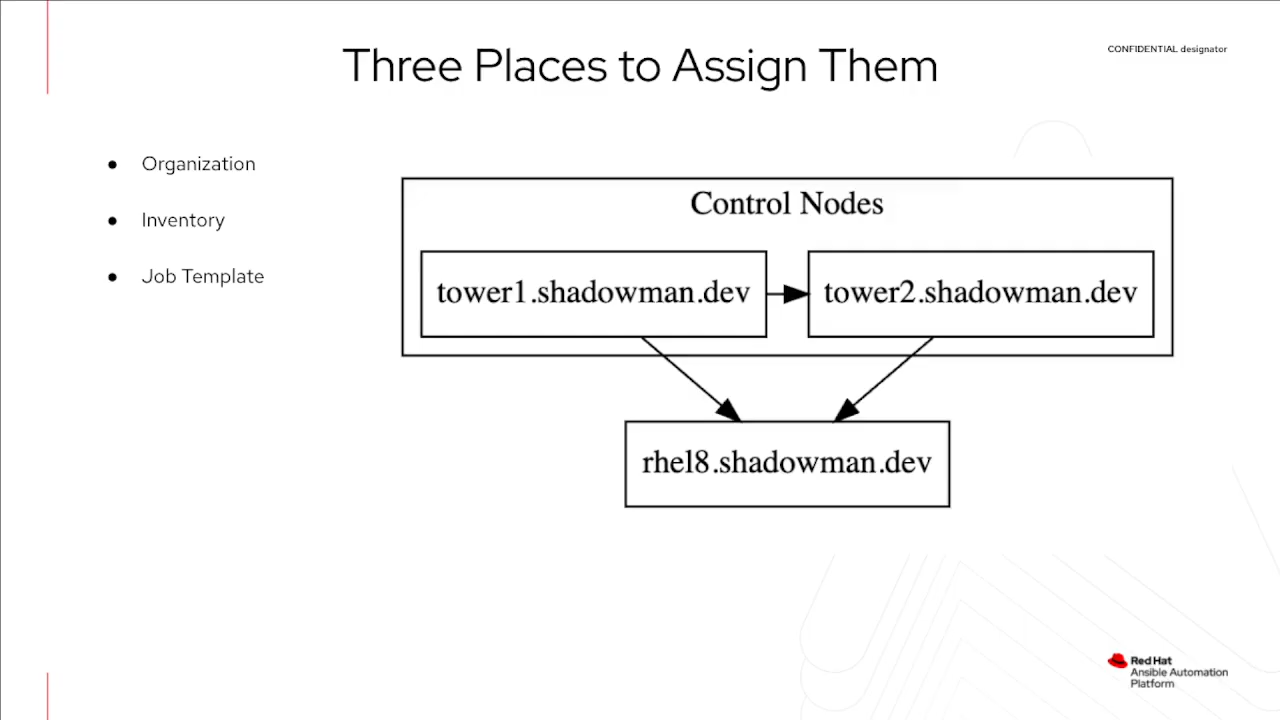 Three Places to Assign Them
CONFIDENTIAL designator
● Organization
● Inventory
● Job Template
Control Nodes
tower1.shadowman.dev
tower2.shadowman.dev
rhel8.shadowman.dev
Red Hat
Ansible Automation
Platform